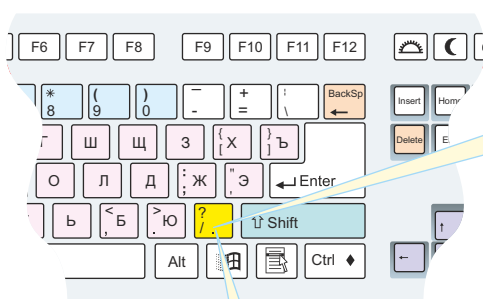 F6 F7 F8 F9 F10 F11 F12
* 8 ( 9 ) 0 _ - + = ¦ \ BackSp ← Insert Home
Г Ш Щ З { [ Х } ] Ъ Delete
О Л Д ; : Ж " ' Э ↵ Enter
Ь < , Б > . Ю ? / . ⇧ Shift ↑
Alt Ctrl ♦ ←